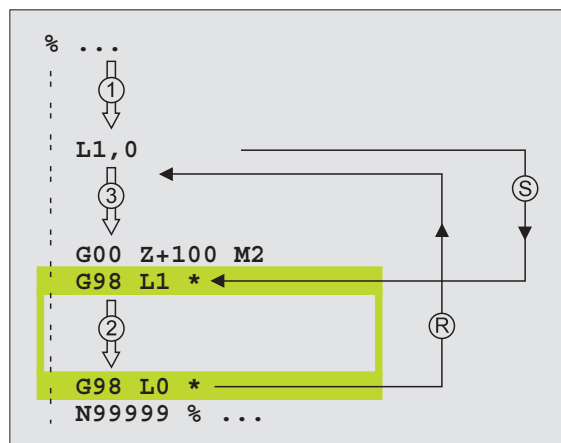 % ...
1
L1,0
S
3
G00 Z+100 M2
G98 L1 *
2
R
G98 L0 *
N99999 % ...